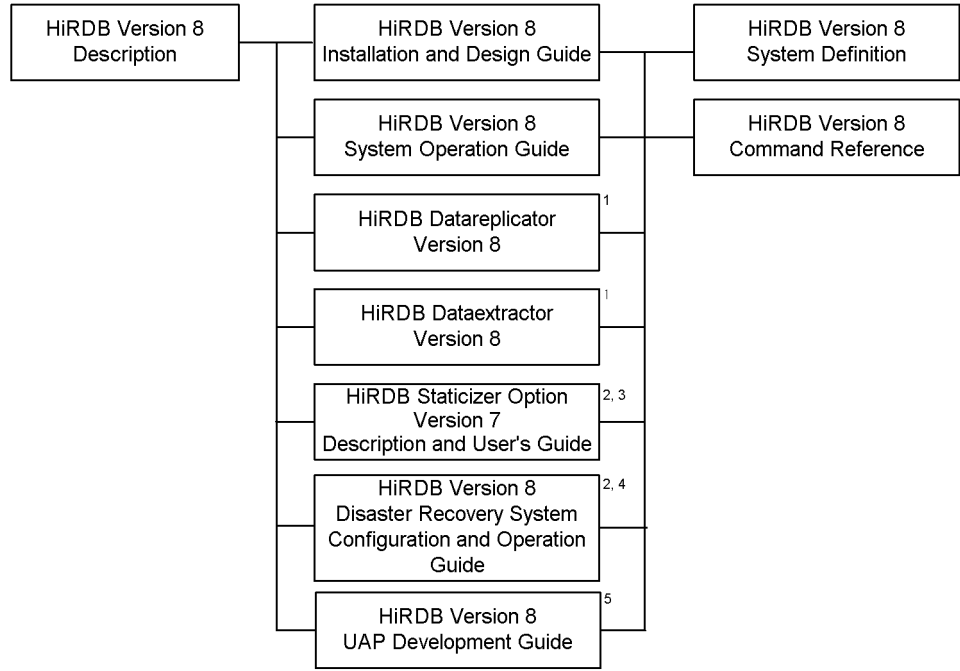 HiRDB Version 8
Description
HiRDB Version 8
Installation and Design Guide
HiRDB Version 8
System Definition
HiRDB Version 8
System Operation Guide
HiRDB Version 8
Command Reference
HiRDB Datareplicator
Version 8
1
HiRDB Dataextractor
Version 8
1
HiRDB Staticizer Option
Version 7
Description and User's Guide
2, 3
HiRDB Version 8
Disaster Recovery System
Configuration and Operation
Guide
2, 4
HiRDB Version 8
UAP Development Guide
5